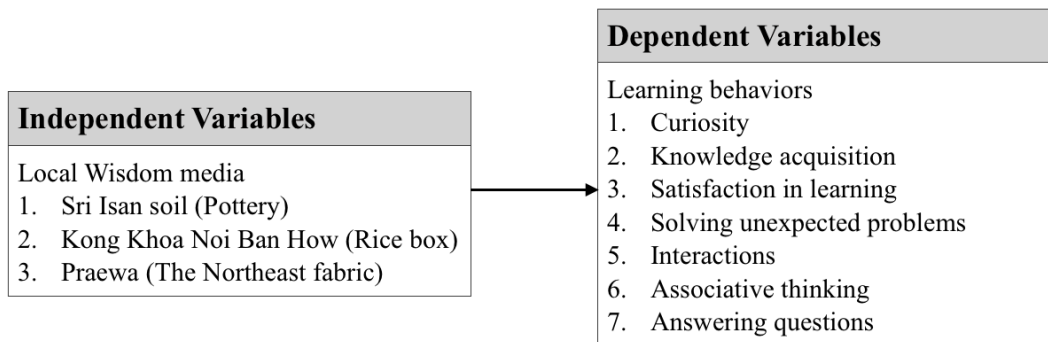 Independent Variables
Local Wisdom media
1. Sri Isan soil (Pottery)
2. Kong Khoa Noi Ban How (Rice box)
3. Praewa (The Northeast fabric)
Dependent Variables
Learning behaviors
1. Curiosity
2. Knowledge acquisition
3. Satisfaction in learning
4. Solving unexpected problems
5. Interactions
6. Associative thinking
7. Answering questions